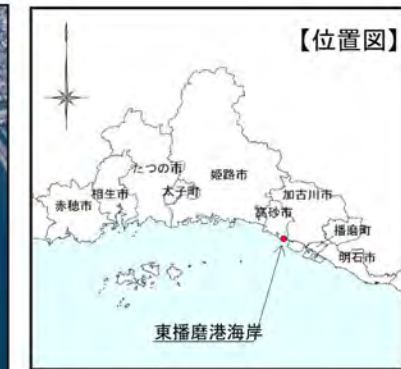 【位置図】
たつの市
姫路市
相生市
太子町
加古川市
赤穂市
高砂市
播磨町
明石市
東播磨港海岸